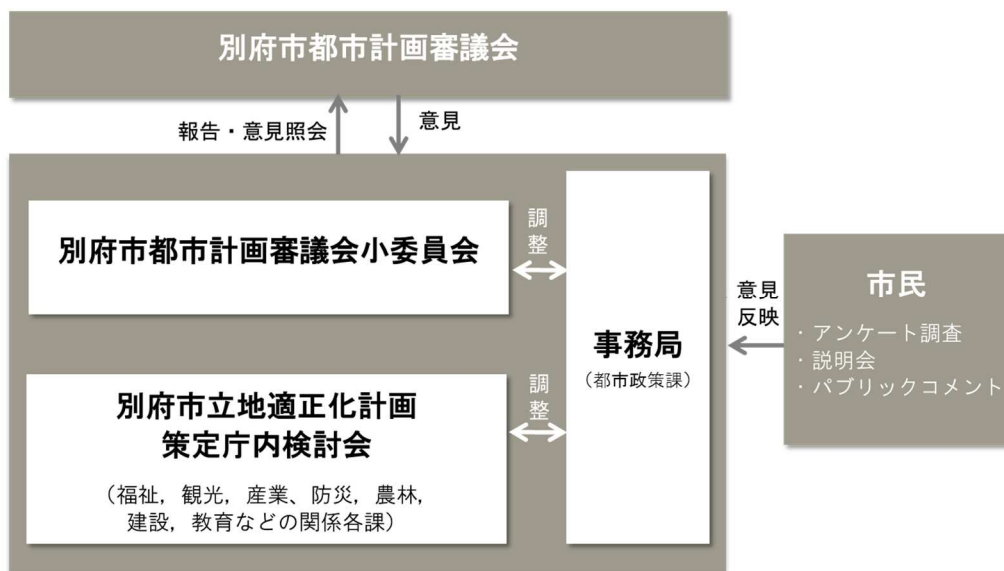 別府市都市計画審議会
報告・意見照会
意見
別府市都市計画審議会小委員会
調整
事務局
（都市政策課）
別府市立地適正化計画
策定庁内検討会
（福祉，観光，産業、防災，農林，
建設，教育などの関係各課）
調整
意見
反映
市民
・アンケート調査
・説明会
・パブリックコメント